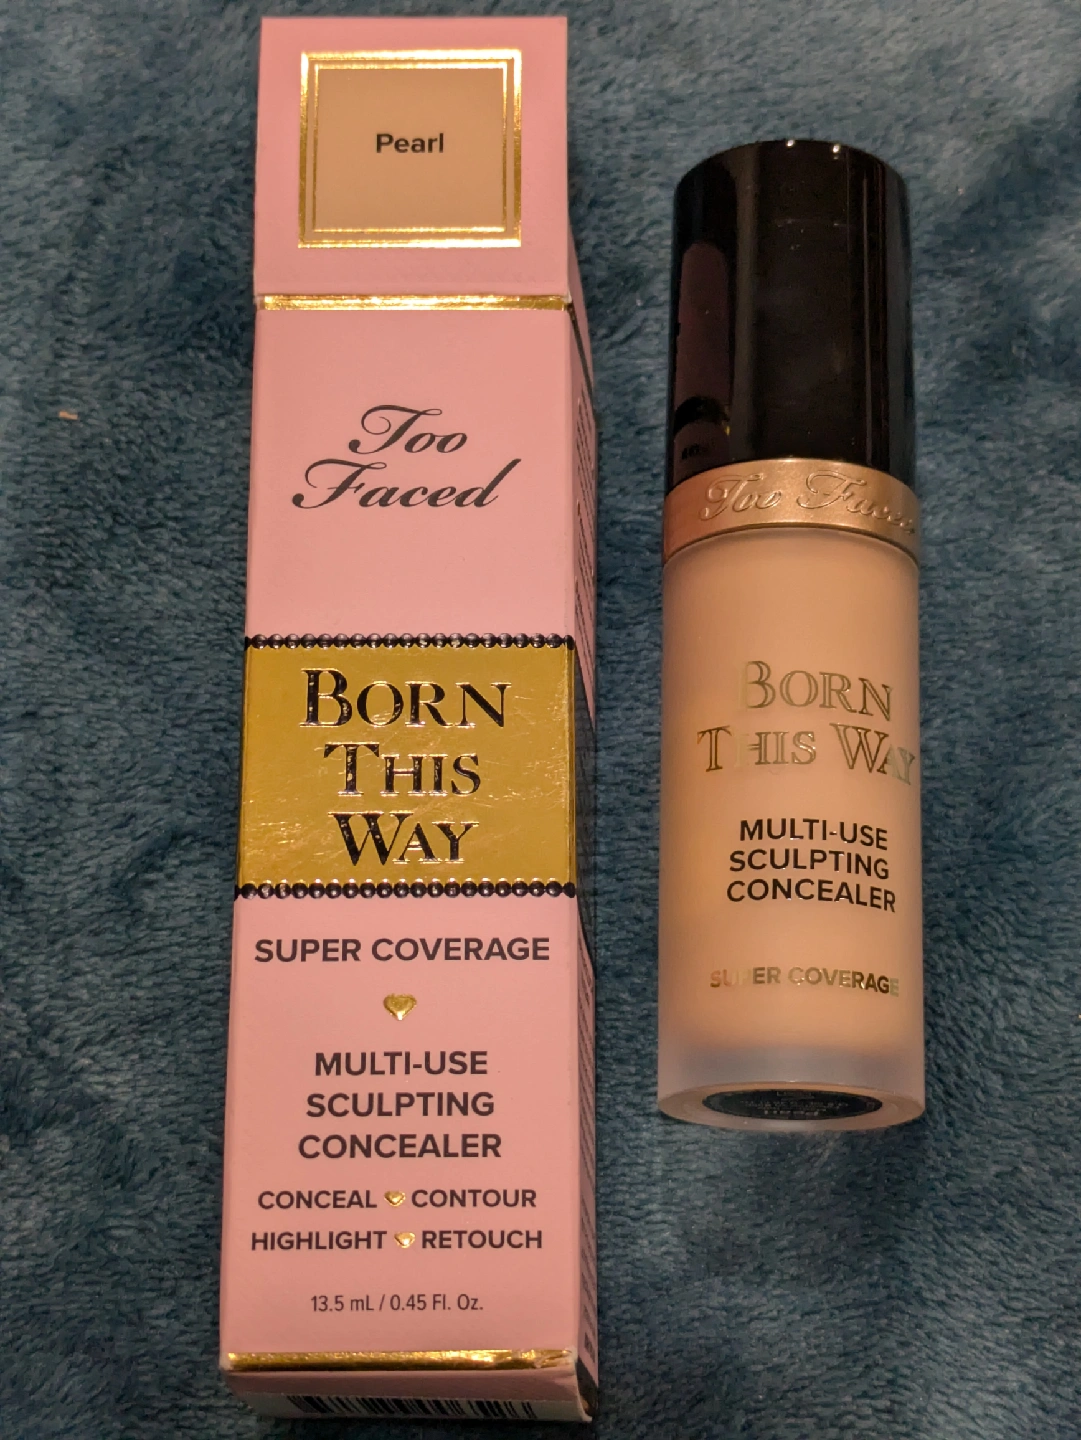 Pearl
Too
Faced
BORN
THIS
WAY
SUPER COVERAGE
MULTI-USE
SCULPTING
CONCEALER
CONCEAL CONTOUR
HIGHLIGHT RETOUCH
13.5 mL / 0.45 Fl. Oz.
Too Faced
BORN
THIS WAY
MULTI-USE
SCULPTING
CONCEALER
SUPER COVERAGE
Pearl